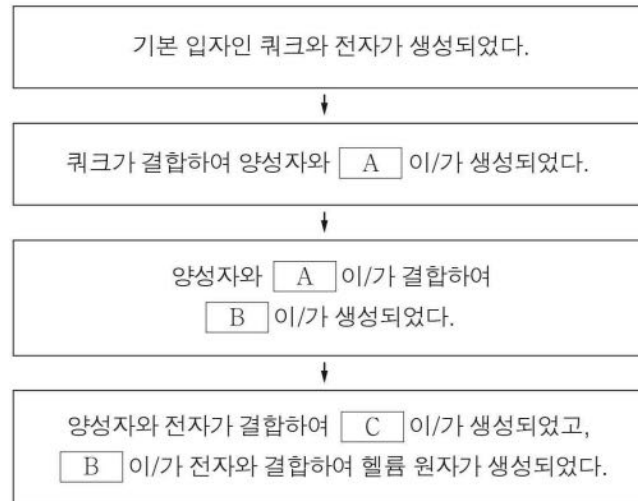 기본 입자인 쿼크와 전자가 생성되었다.
쿼크가 결합하여 양성자와 A 이/가 생성되었다.
양성자와 A 이/가 결합하여
B 이/가 생성되었다.
양성자와 전자가 결합하여 C 이/가 생성되었고,
B 이/가 전자와 결합하여 헬륨 원자가 생성되었다.